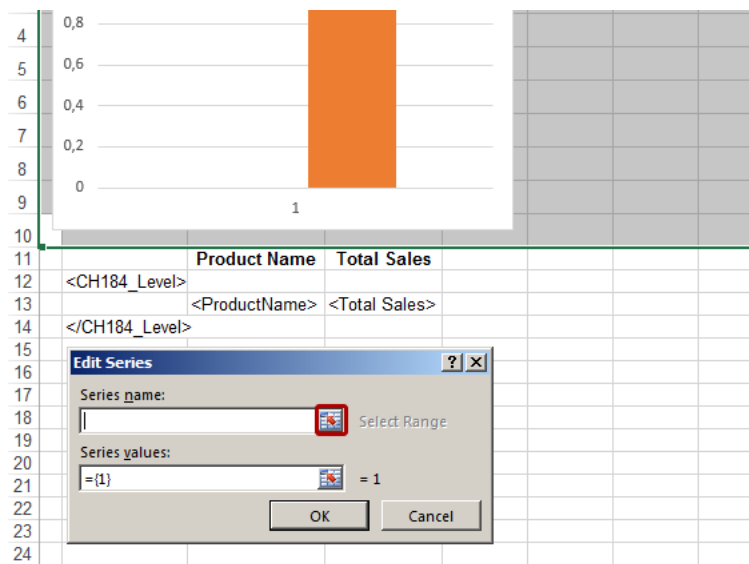 4
0,8
5
0,6
6
0,4
7
0,2
8
0
9
1
10
11 Product Name Total Sales
12 <CH184_Level>
13 <ProductName> <Total Sales>
14 </CH184_Level>
15
16 Edit Series ? X
17 Series name:
18 Select Range
19
20 Series values:
21 ={1} = 1
22 OK Cancel
23
24